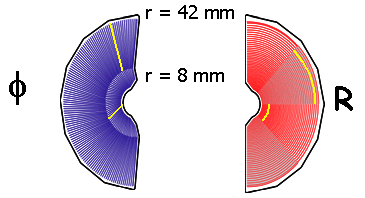 r = 42 mm
r = 8 mm
ϕ
R